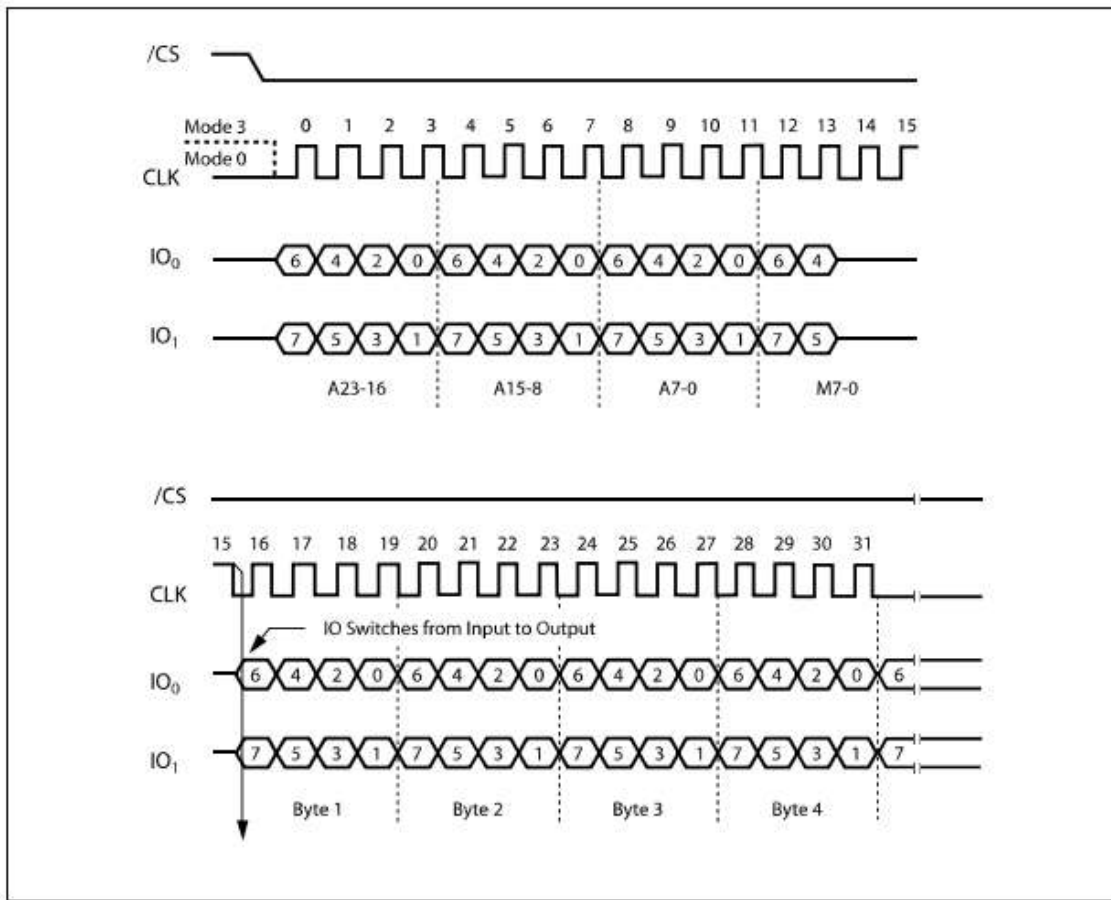 /CS
Mode 3
0 1 2 3 4 5 6 7 8 9 10 11 12 13 14 15
Mode 0
CLK
IO₀ 6 4 2 0 6 4 2 0 6 4 2 0 6 4
IO₁ 7 5 3 1 7 5 3 1 7 5 3 1 7 5
A23-16 A15-8 A7-0 M7-0
/CS
15 16 17 18 19 20 21 22 23 24 25 26 27 28 29 30 31
CLK
IO Switches from Input to Output
IO₀ 6 4 2 0 6 4 2 0 6 4 2 0 6 4 2 0 6
IO₁ 7 5 3 1 7 5 3 1 7 5 3 1 7 5 3 1 7
Byte 1 Byte 2 Byte 3 Byte 4